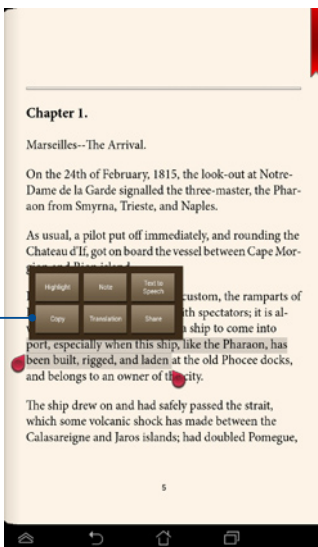 Chapter 1.
Marseilles--The Arrival.
On the 24th of February, 1815, the look-out at Notre-
Dame de la Garde signalled the three-master, the Phar-
aon from Smyrna, Trieste, and Naples.
As usual, a pilot put off immediately, and rounding the
Chateau d'If, got on board the vessel between Cape Mor-
gion and Rion island.
Highlight Note Text to Speech
custom, the ramparts of
ith spectators; it is al-
Copy Translation Share
ship to come into
port, especially when this ship, like the Pharaon, has
been built, rigged, and laden at the old Phocee docks,
and belongs to an owner of the city.
The ship drew on and had safely passed the strait,
which some volcanic shock has made between the
Calasareigne and Jaros islands; had doubled Pomegue,
5